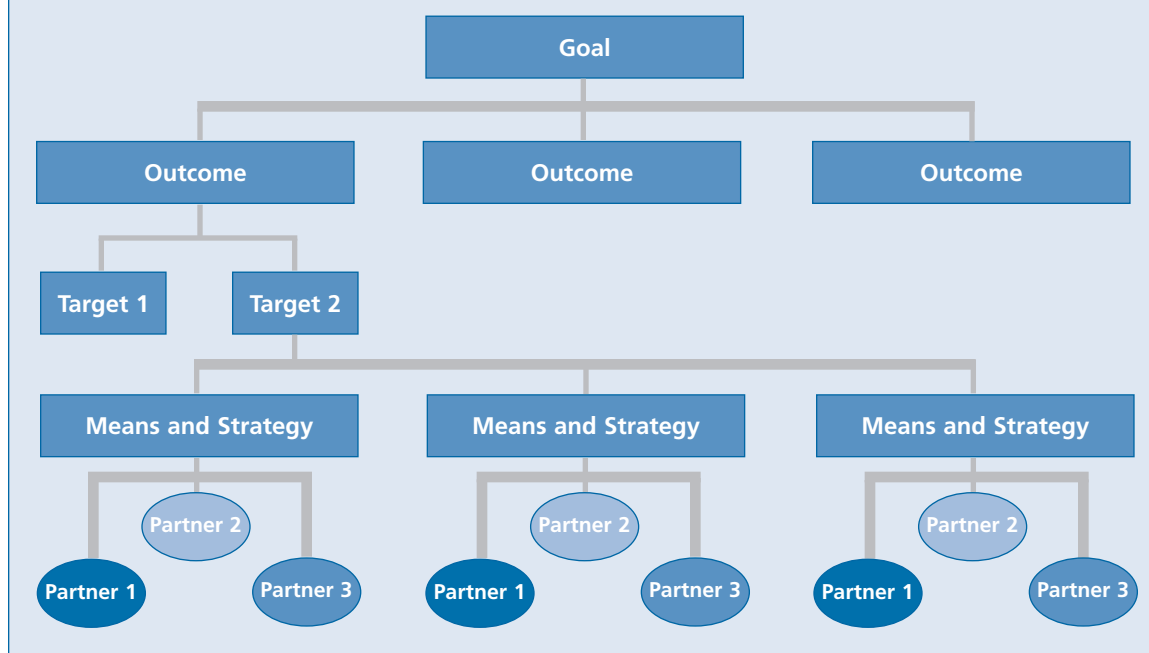 Goal
Outcome
Outcome
Outcome
Target 1
Target 2
Means and Strategy
Means and Strategy
Means and Strategy
Partner 2
Partner 2
Partner 2
Partner 1
Partner 3
Partner 1
Partner 3
Partner 1
Partner 3